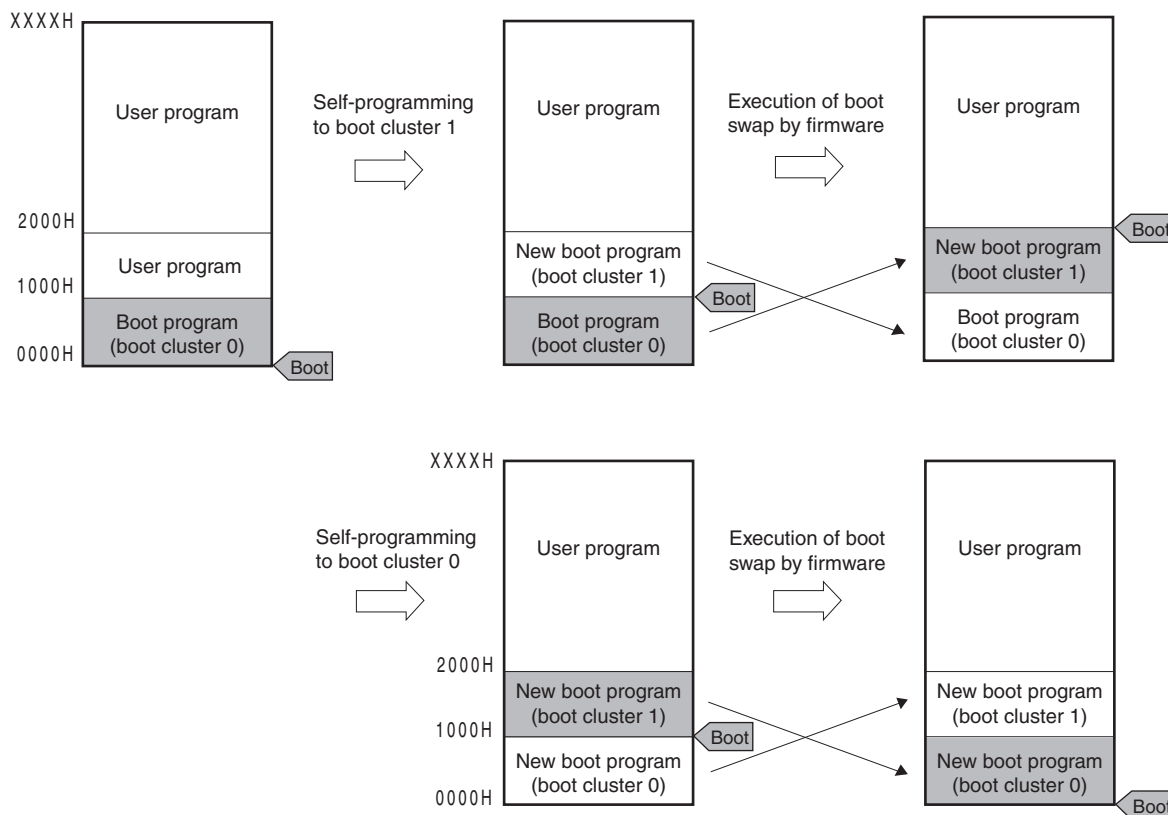 XXXXH
User program
2000H
User program
1000H
Boot program
(boot cluster 0)
0000H
Boot
Self-programming
to boot cluster 1
User program
New boot program
(boot cluster 1)
Boot
Boot program
(boot cluster 0)
Execution of boot
swap by firmware
User program
Boot
New boot program
(boot cluster 1)
Boot program
(boot cluster 0)
Self-programming
to boot cluster 0
XXXXH
User program
2000H
New boot program
(boot cluster 1)
1000H
Boot
New boot program
(boot cluster 0)
0000H
Execution of boot
swap by firmware
User program
New boot program
(boot cluster 1)
New boot program
(boot cluster 0)
Boot